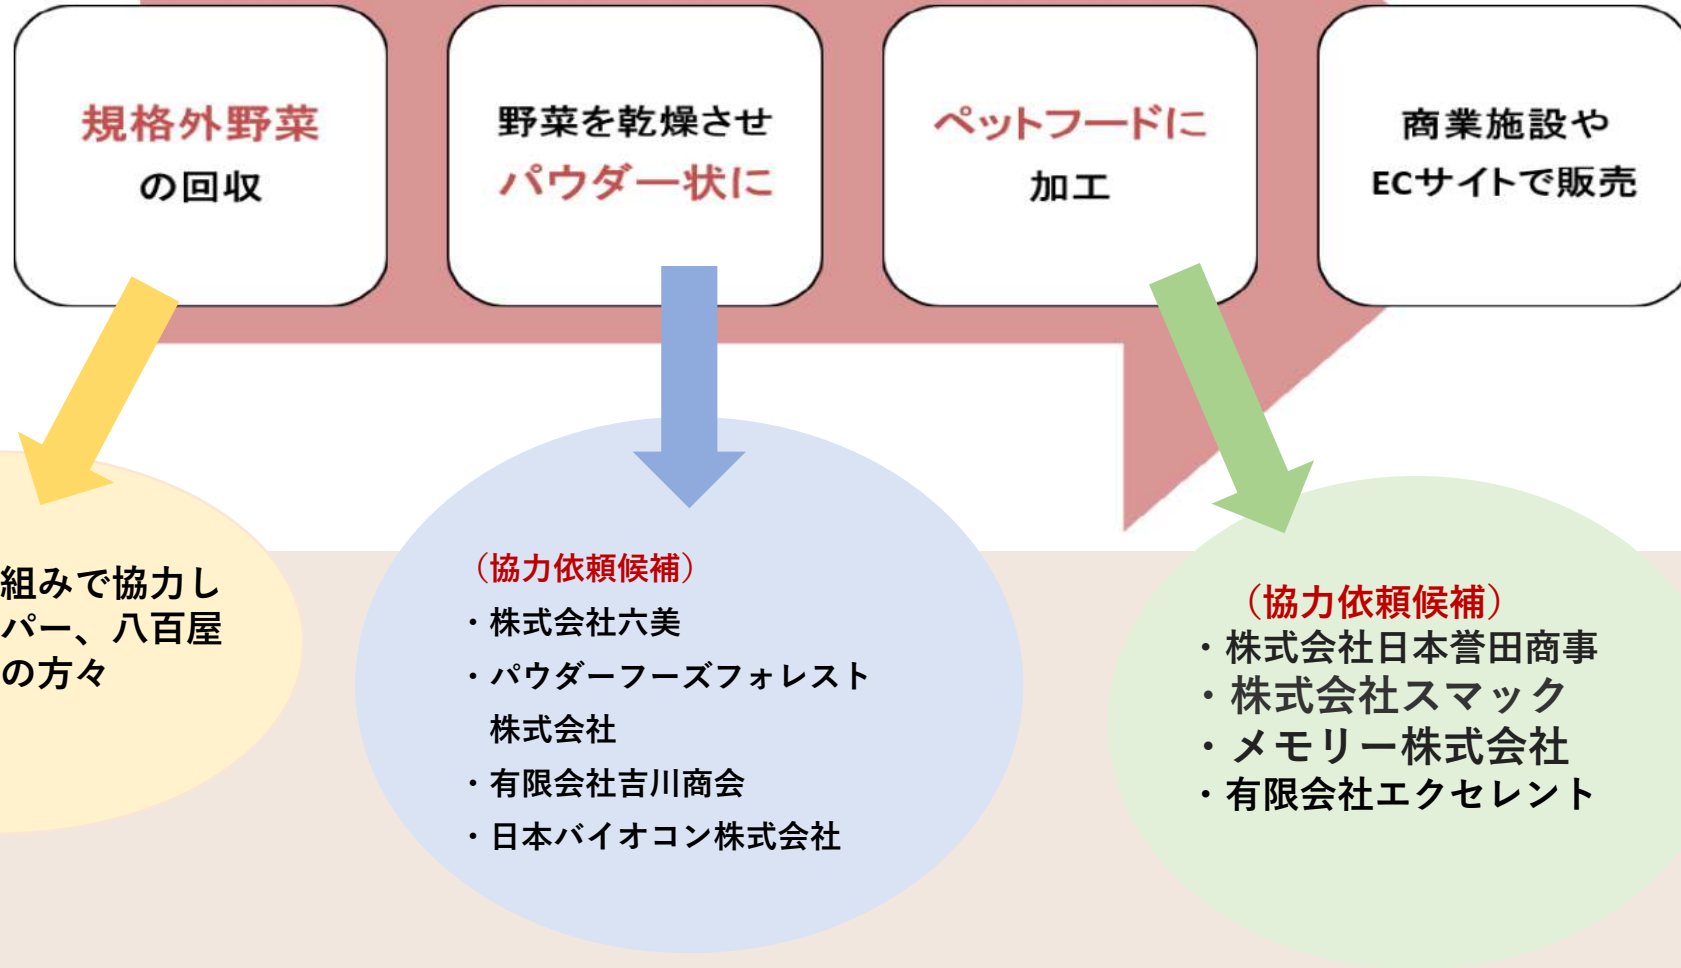 規格外野菜
の回収
野菜を乾燥させ
パウダー状に
ペットフードに
加工
商業施設や
ECサイトで販売
組みで協力し
パー、八百屋
の方々
（協力依頼候補）
・株式会社六美
・パウダーフーズフォレスト
株式会社
・有限会社吉川商会
・日本バイオコン株式会社
（協力依頼候補）
・株式会社日本誉田商事
・株式会社スマック
・メモリー株式会社
・有限会社エクセレント